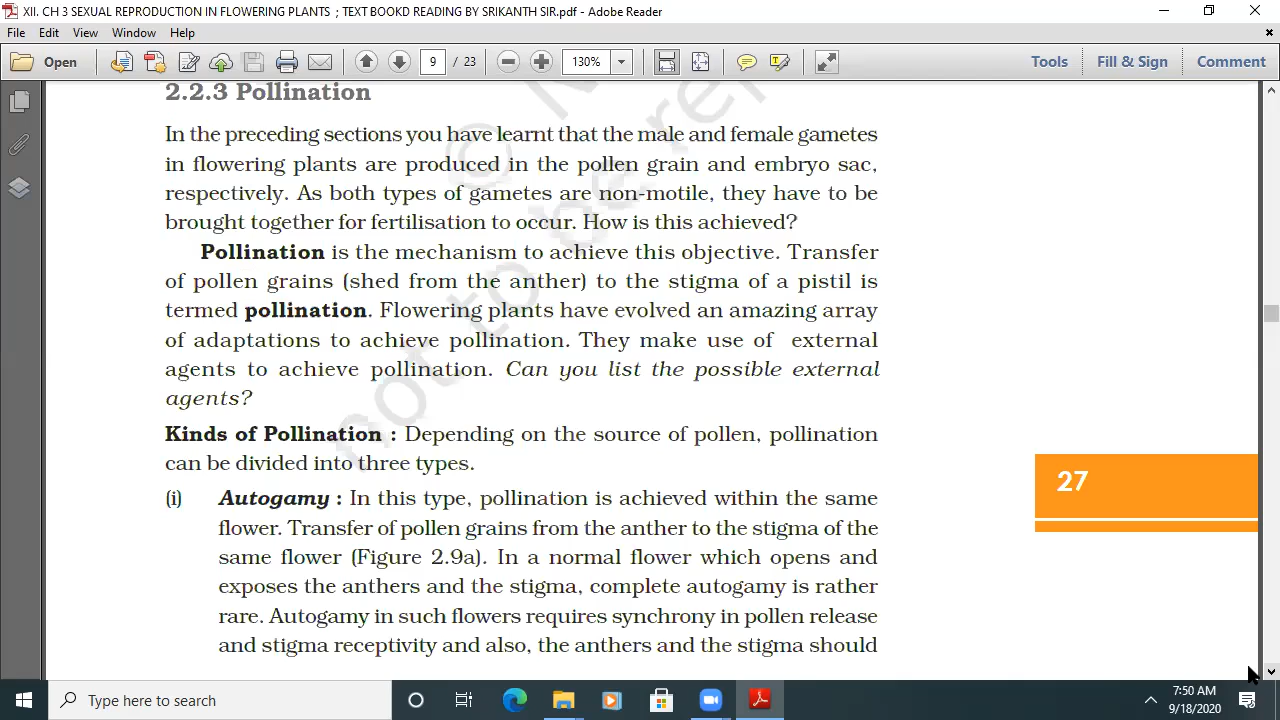 XII. CH 3 SEXUAL REPRODUCTION IN FLOWERING PLANTS ; TEXT BOOKD READING BY SRIKANTH SIR.pdf - Adobe Reader
File Edit View Window Help
Open 9 / 23 130% Tools Fill & Sign Comment
2.2.3 Pollination
In the preceding sections you have learnt that the male and female gametes
in flowering plants are produced in the pollen grain and embryo sac,
respectively. As both types of gametes are non-motile, they have to be
brought together for fertilisation to occur. How is this achieved?
Pollination is the mechanism to achieve this objective. Transfer
of pollen grains (shed from the anther) to the stigma of a pistil is
termed pollination. Flowering plants have evolved an amazing array
of adaptations to achieve pollination. They make use of external
agents to achieve pollination. Can you list the possible external
agents?
Kinds of Pollination : Depending on the source of pollen, pollination
can be divided into three types.
27
(i) Autogamy : In this type, pollination is achieved within the same
flower. Transfer of pollen grains from the anther to the stigma of the
same flower (Figure 2.9a). In a normal flower which opens and
exposes the anthers and the stigma, complete autogamy is rather
rare. Autogamy in such flowers requires synchrony in pollen release
and stigma receptivity and also, the anthers and the stigma should
not to be re
Type here to search
7:50 AM
9/18/2020